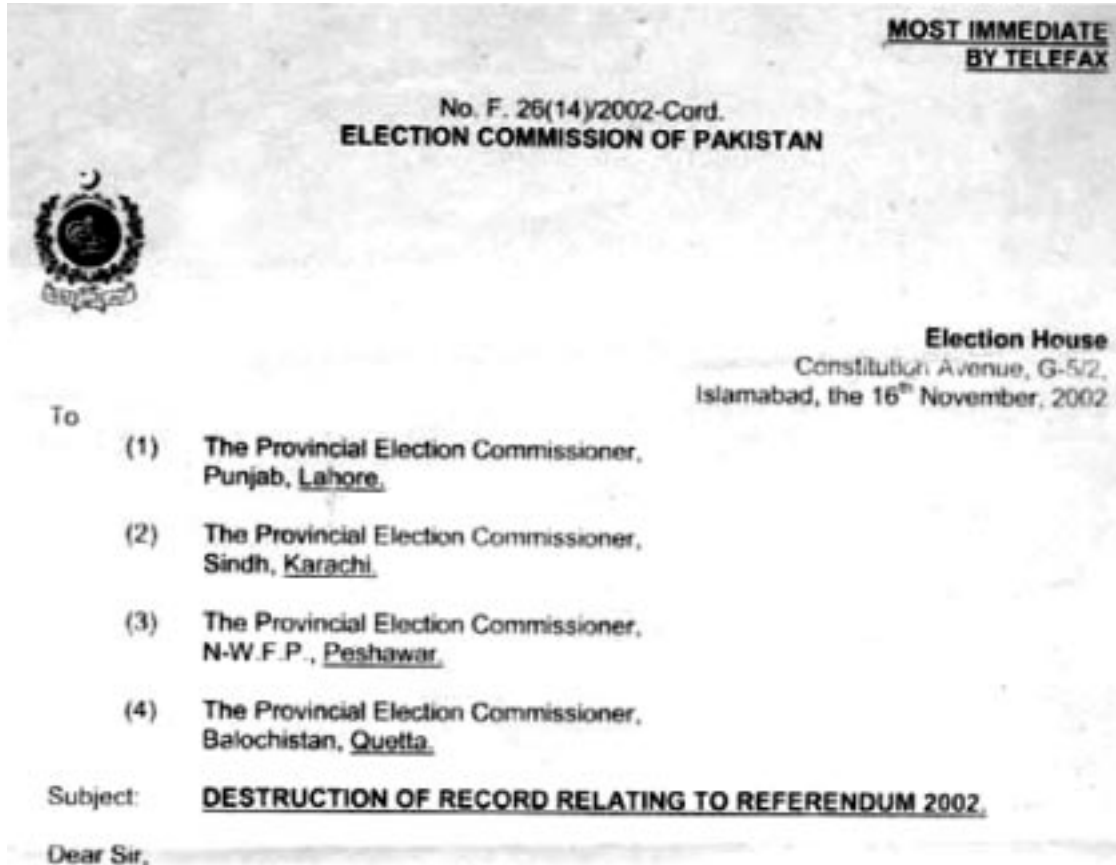 MOST IMMEDIATE
BY TELEFAX
No. F. 26(14)/2002-Cord.
ELECTION COMMISSION OF PAKISTAN
Election House
Constitution Avenue, G-5/2,
Islamabad, the 16th November, 2002
To
(1) The Provincial Election Commissioner,
Punjab, Lahore.
(2) The Provincial Election Commissioner,
Sindh, Karachi.
(3) The Provincial Election Commissioner,
N-W.F.P., Peshawar.
(4) The Provincial Election Commissioner,
Balochistan, Quetta.
Subject: DESTRUCTION OF RECORD RELATING TO REFERENDUM 2002.
Dear Sir,